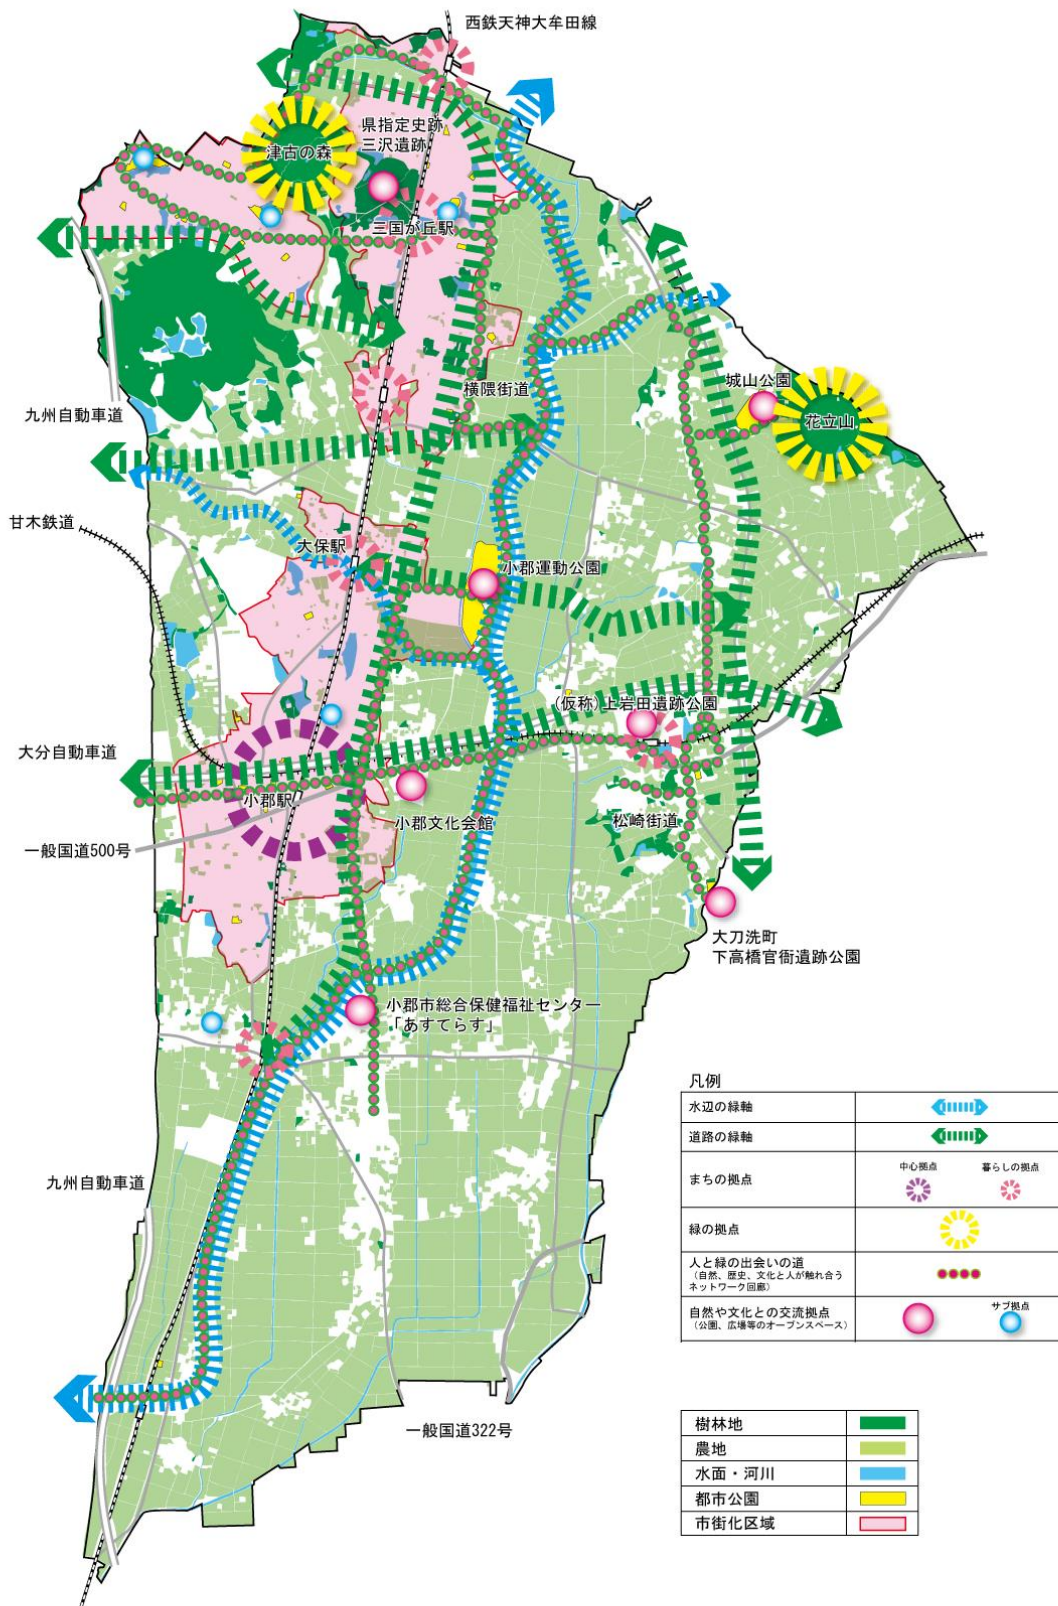 西鉄天神大牟田線
県指定史跡
三沢遺跡
津古の森
三国が丘駅
城山公園
花立山
横隈街道
九州自動車道
甘木鉄道
大保駅
小郡運動公園
(仮称)上岩田遺跡公園
大分自動車道
小郡駅
小郡文化会館
松崎街道
一般国道500号
大刀洗町
下高橋官衙遺跡公園
小郡市総合保健福祉センター
「あすてらす」
九州自動車道
一般国道322号
凡例
水辺の緑軸
道路の緑軸
まちの拠点
中心拠点
暮らしの拠点
緑の拠点
人と緑の出会いの道
(自然、歴史、文化と人が触れ合う
ネットワーク回廊)
自然や文化との交流拠点
(公園、広場等のオープンスペース)
サブ拠点
樹林地
農地
水面・河川
都市公園
市街化区域